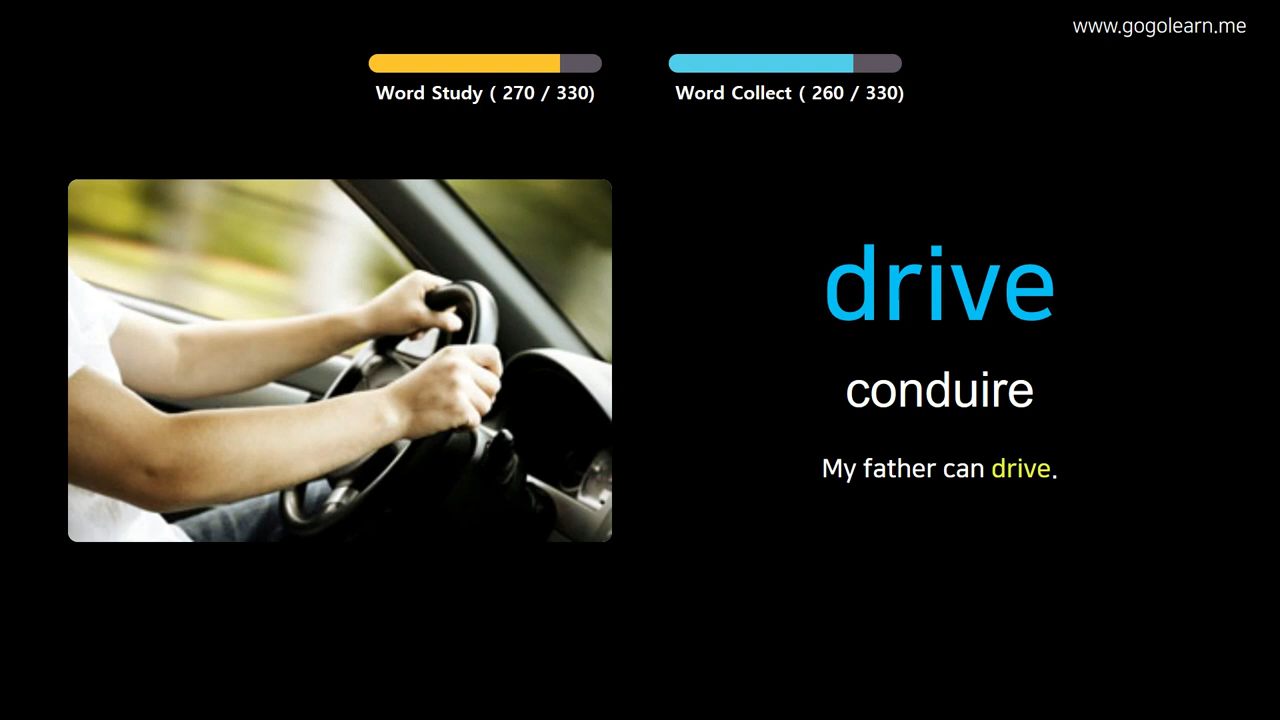 www.gogolearn.me
Word Study ( 270 / 330)
Word Collect ( 260 / 330)
drive
conduire
My father can drive.